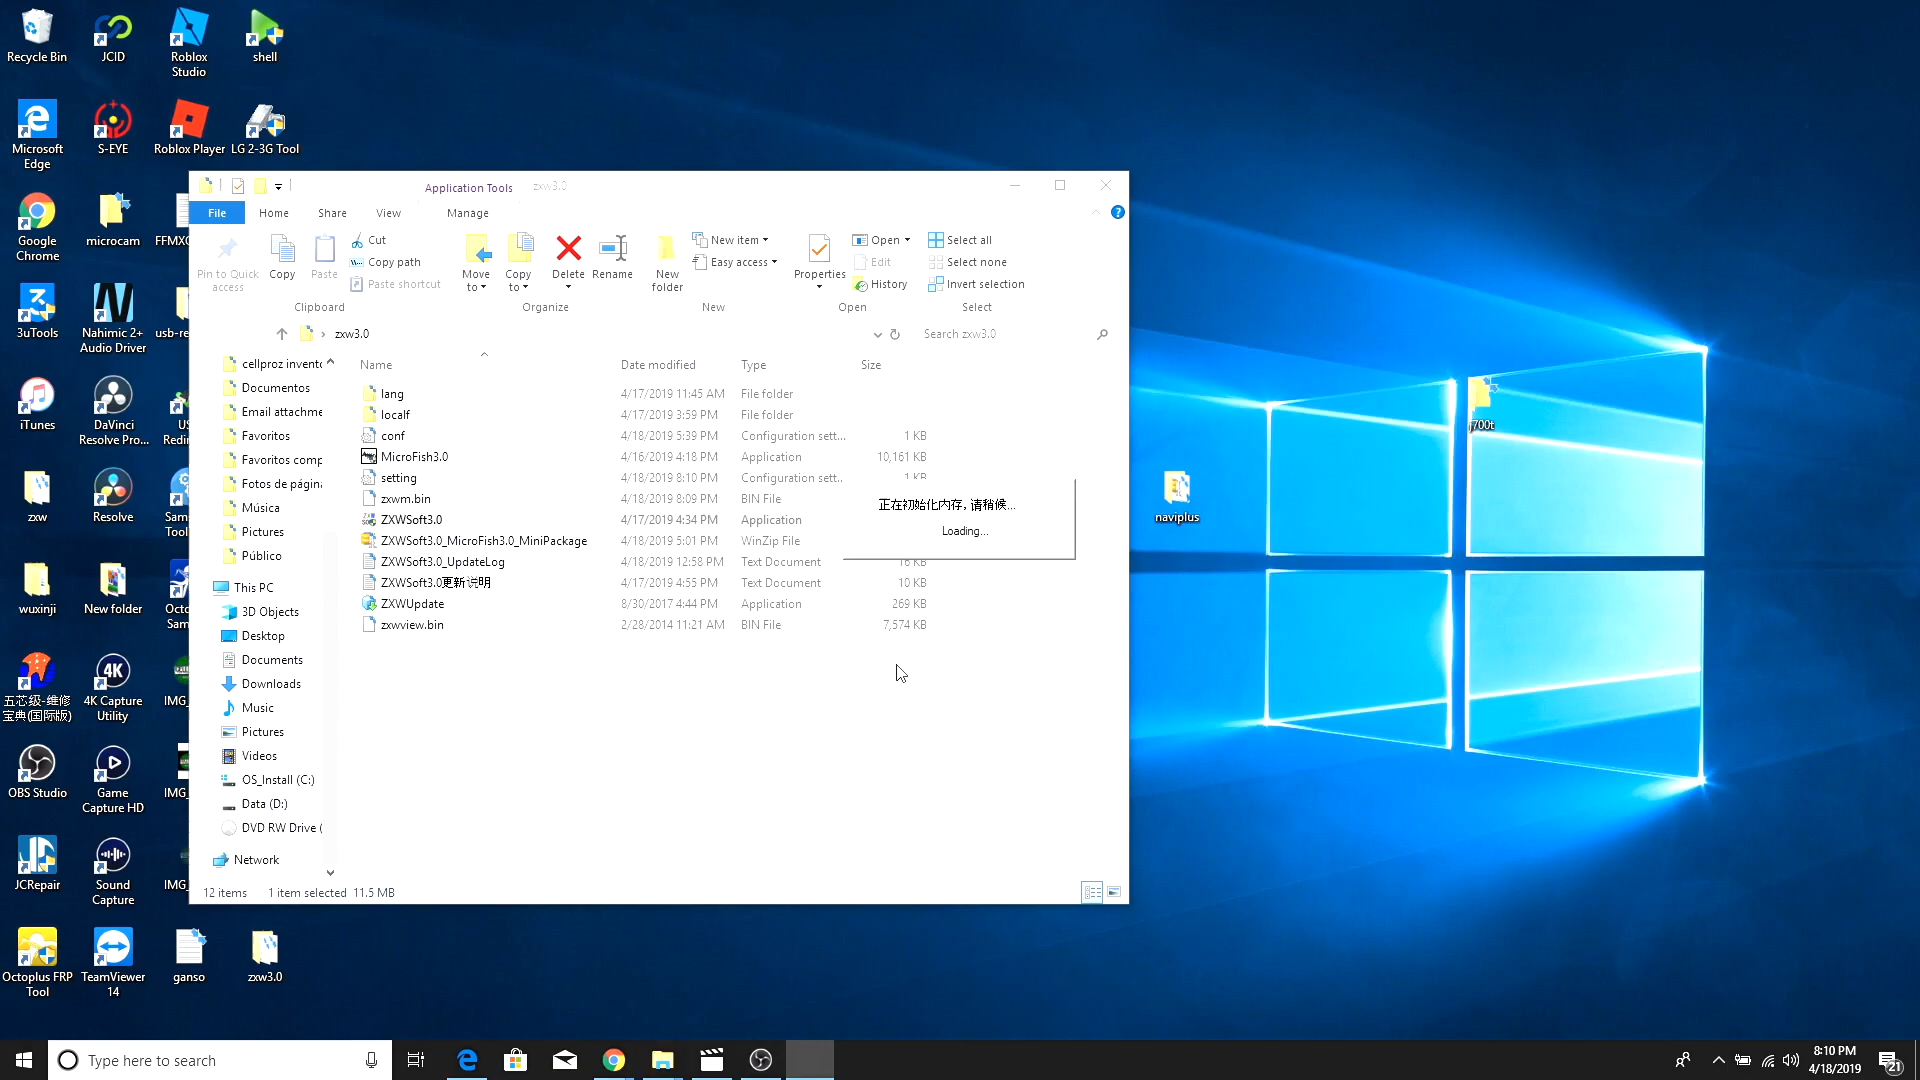 Recycle Bin
JCID
Roblox
Studio
shell
Microsoft
Edge
S-EYE
Roblox Player
LG 2-3G Tool
Google
Chrome
microcam
3uTools
Nahimic 2+
Audio Driver
iTunes
DaVinci
Resolve Pro...
zxw
Resolve
wuxinji
New folder
五芯级-维修
宝典(国际版)
4K Capture
Utility
OBS Studio
Game
Capture HD
JCRepair
Sound
Capture
Octoplus FRP
Tool
TeamViewer
14
ganso
zxw3.0
Application Tools
zxw3.0
File
Home
Share
View
Manage
Pin to Quick
access
Copy
Paste
Cut
Copy path
Paste shortcut
Clipboard
Move
to
Copy
to
Delete
Rename
Organize
New
folder
New item
Easy access
New
Properties
Open
Edit
History
Open
Select all
Select none
Invert selection
Select
zxw3.0
Search zxw3.0
cellproz invent
Documentos
Email attachme
Favoritos
Favoritos comp
Fotos de págin
Música
Pictures
Público
This PC
3D Objects
Desktop
Documents
Downloads
Music
Pictures
Videos
OS_Install (C:)
Data (D:)
DVD RW Drive (
Network
Name Date modified Type Size
lang 4/17/2019 11:45 AM File folder
localf 4/17/2019 3:59 PM File folder
conf 4/18/2019 5:39 PM Configuration sett... 1 KB
MicroFish3.0 4/16/2019 4:18 PM Application 10,161 KB
setting 4/18/2019 8:10 PM Configuration sett... 1 KB
zxwm.bin 4/18/2019 8:09 PM BIN File
ZXWSoft3.0 4/17/2019 4:34 PM Application
ZXWSoft3.0_MicroFish3.0_MiniPackage 4/18/2019 5:01 PM WinZip File
ZXWSoft3.0_UpdateLog 4/18/2019 12:58 PM Text Document 16 KB
ZXWSoft3.0更新说明 4/17/2019 4:55 PM Text Document 10 KB
ZXWUpdate 8/30/2017 4:44 PM Application 269 KB
zxwview.bin 2/28/2014 11:21 AM BIN File 7,574 KB
正在初始化内存，请稍候...
Loading...
12 items 1 item selected 11.5 MB
naviplus
j700t
Type here to search
8:10 PM
4/18/2019
21